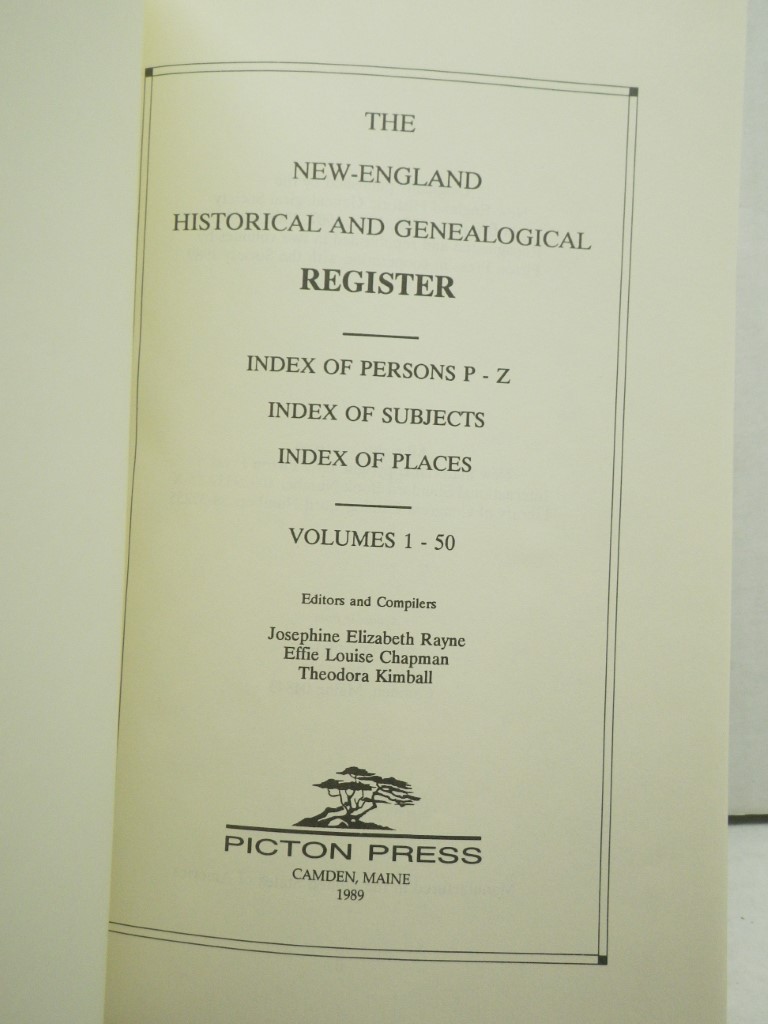 THE
NEW-ENGLAND
HISTORICAL AND GENEALOGICAL
REGISTER
INDEX OF PERSONS P - Z
INDEX OF SUBJECTS
INDEX OF PLACES
VOLUMES 1 - 50
Editors and Compilers
Josephine Elizabeth Rayne
Effie Louise Chapman
Theodora Kimball
PICTON PRESS
CAMDEN, MAINE
1989